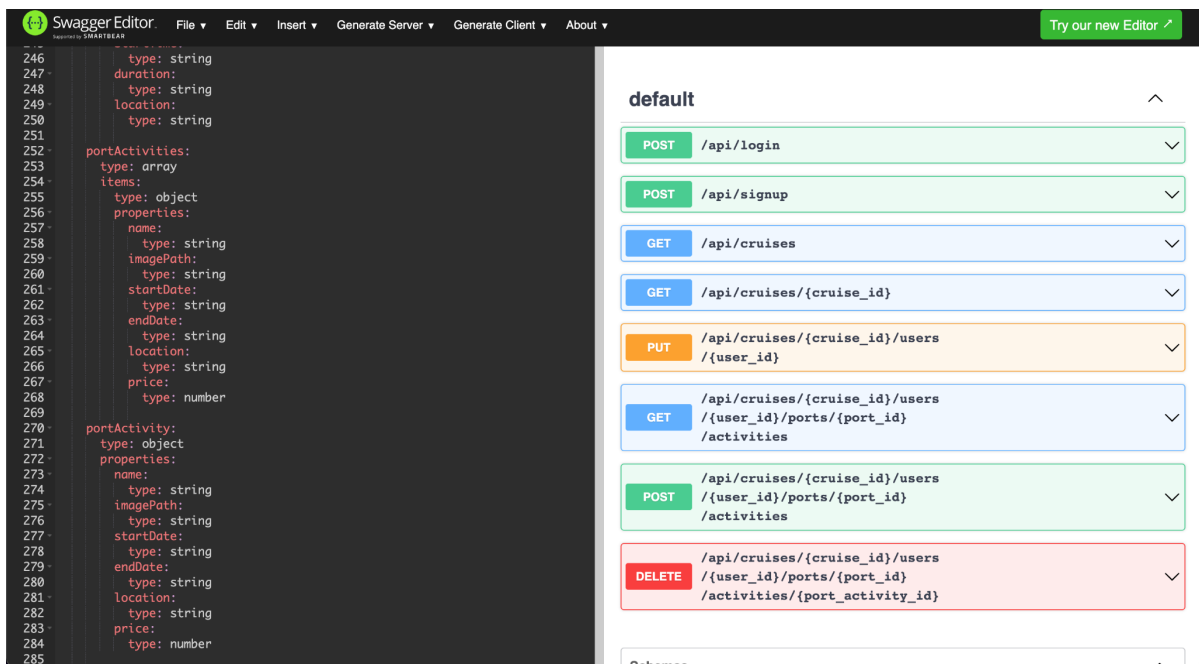 Swagger Editor.
Supported by SMARTBEAR
File ▾ Edit ▾ Insert ▾ Generate Server ▾ Generate Client ▾ About ▾
Try our new Editor ↗
246 type: string
247 duration:
248 type: string
249 location:
250 type: string
251
252 portActivities:
253 type: array
254 items:
255 type: object
256 properties:
257 name:
258 type: string
259 imagePath:
260 type: string
261 startDate:
262 type: string
263 endDate:
264 type: string
265 location:
266 type: string
267 price:
268 type: number
269
270 portActivity:
271 type: object
272 properties:
273 name:
274 type: string
275 imagePath:
276 type: string
277 startDate:
278 type: string
279 endDate:
280 type: string
281 location:
282 type: string
283 price:
284 type: number
285
default
POST /api/login
POST /api/signup
GET /api/cruises
GET /api/cruises/{cruise_id}
PUT /api/cruises/{cruise_id}/users
/{user_id}
GET /api/cruises/{cruise_id}/users
/{user_id}/ports/{port_id}
/activities
POST /api/cruises/{cruise_id}/users
/{user_id}/ports/{port_id}
/activities
DELETE /api/cruises/{cruise_id}/users
/{user_id}/ports/{port_id}
/activities/{port_activity_id}